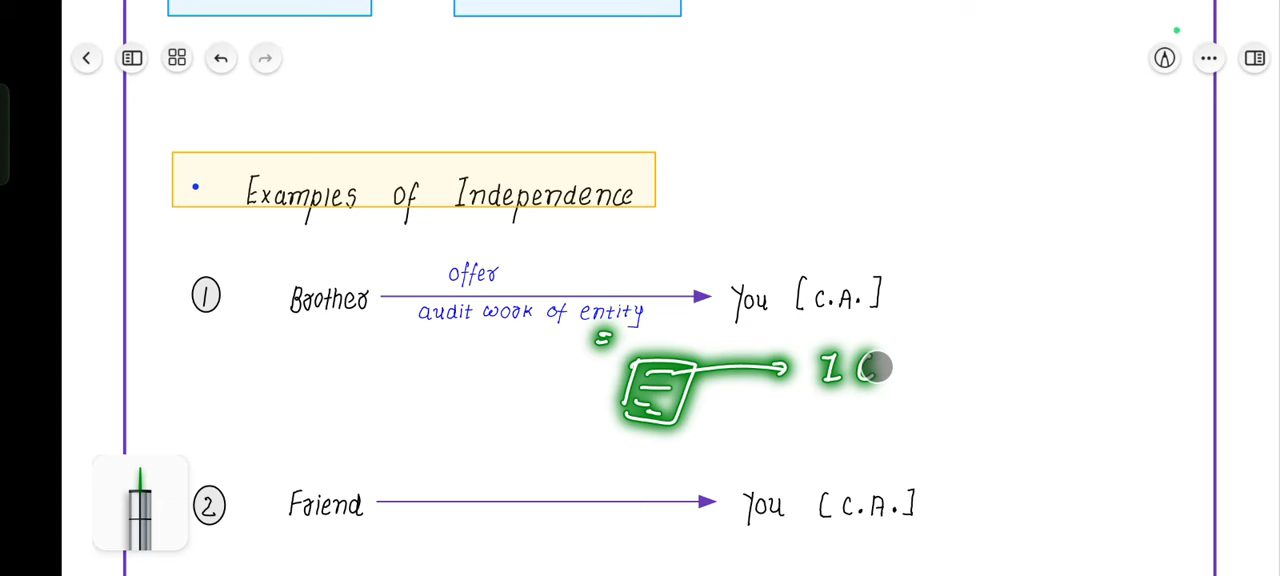 • Examples of Independence
1 Brother offer You [C.A.]
audit work of entity
2 Friend You [C.A.]